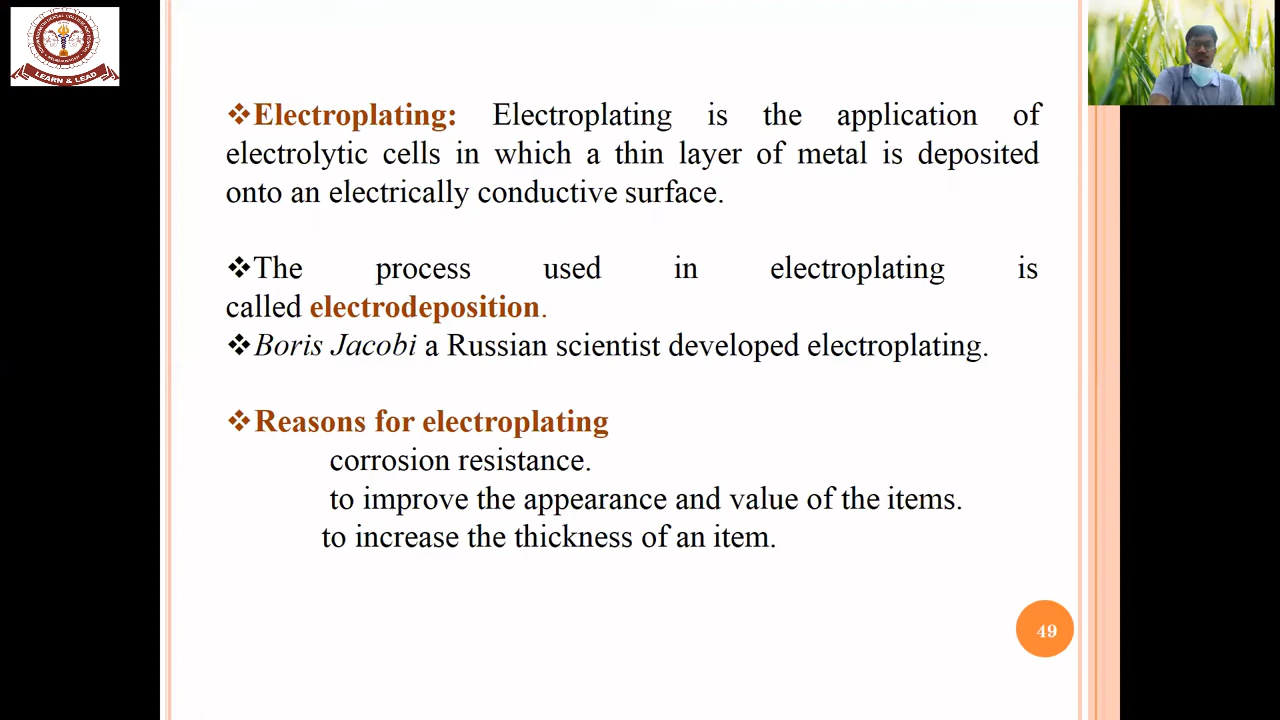 LEARN & LEAD
❖Electroplating: Electroplating is the application of
electrolytic cells in which a thin layer of metal is deposited
onto an electrically conductive surface.
❖The process used in electroplating is
called electrodeposition.
❖Boris Jacobi a Russian scientist developed electroplating.
❖Reasons for electroplating
corrosion resistance.
to improve the appearance and value of the items.
to increase the thickness of an item.
49